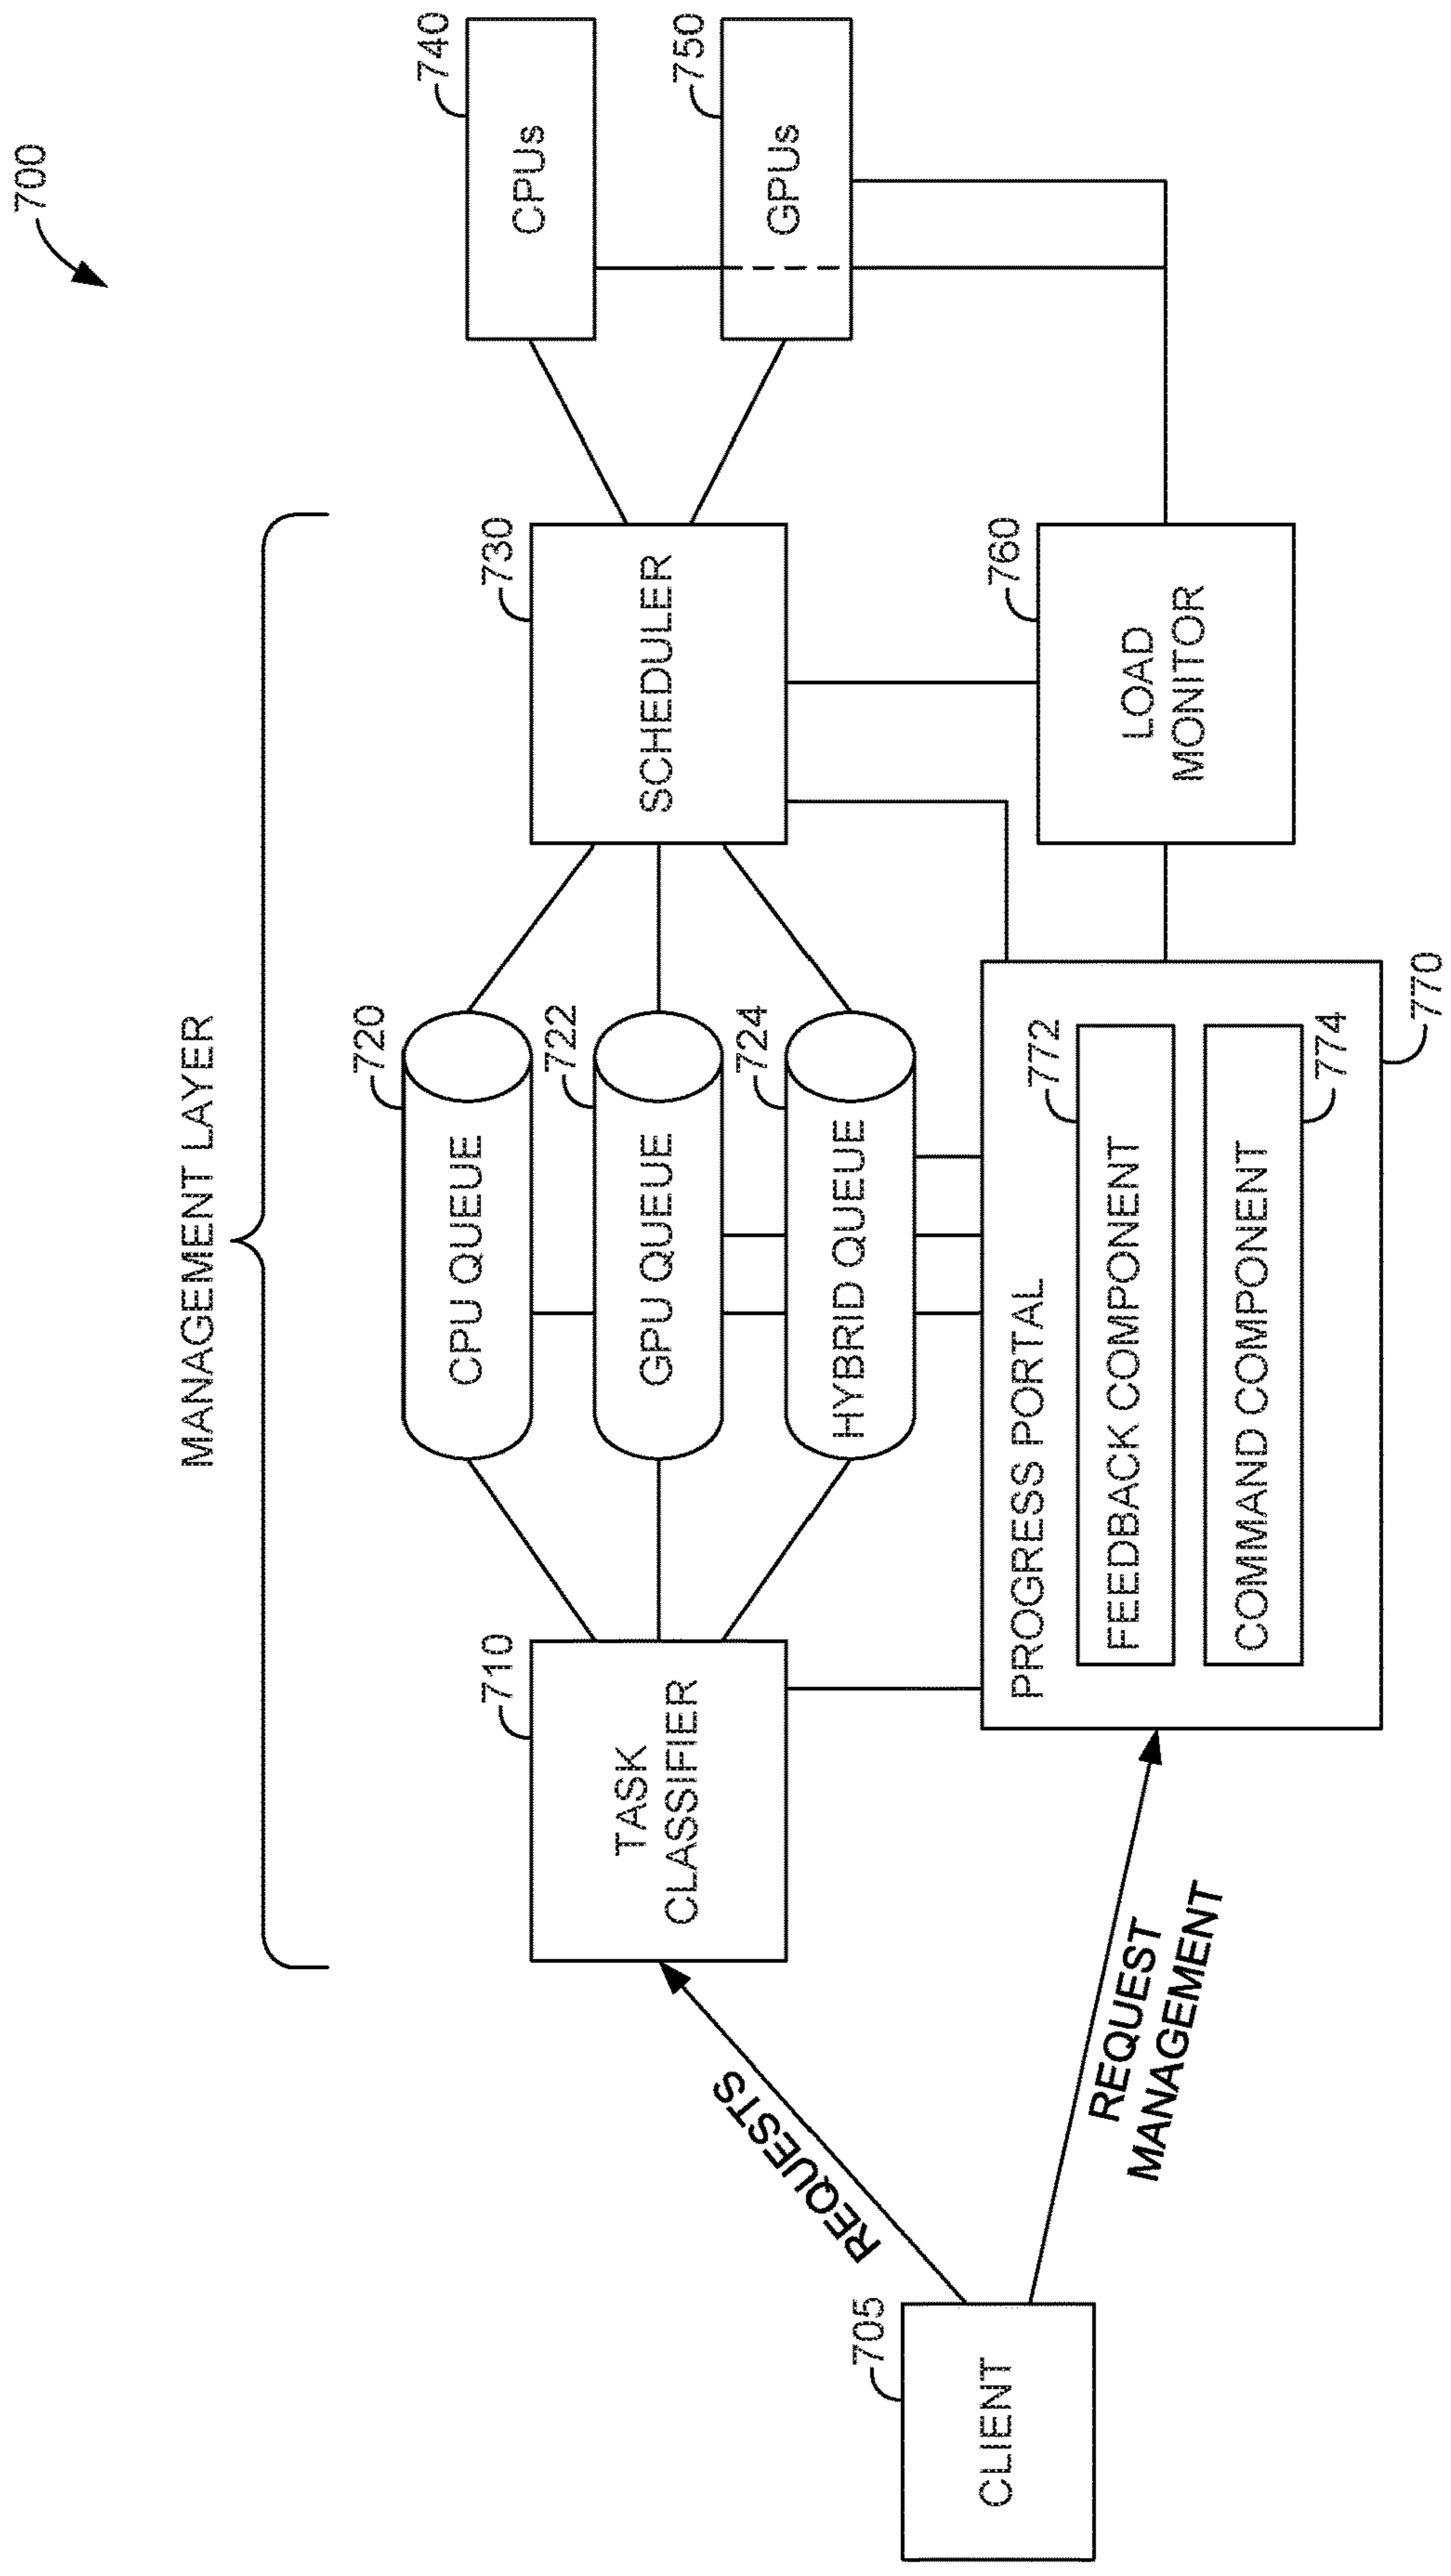 700
MANAGEMENT LAYER
705
CLIENT
REQUESTS
REQUEST
MANAGEMENT
710
TASK
CLASSIFIER
720
CPU QUEUE
722
GPU QUEUE
724
HYBRID QUEUE
730
SCHEDULER
740
CPUs
750
GPUs
760
LOAD
MONITOR
PROGRESS PORTAL
772
FEEDBACK COMPONENT
COMMAND COMPONENT
774
770